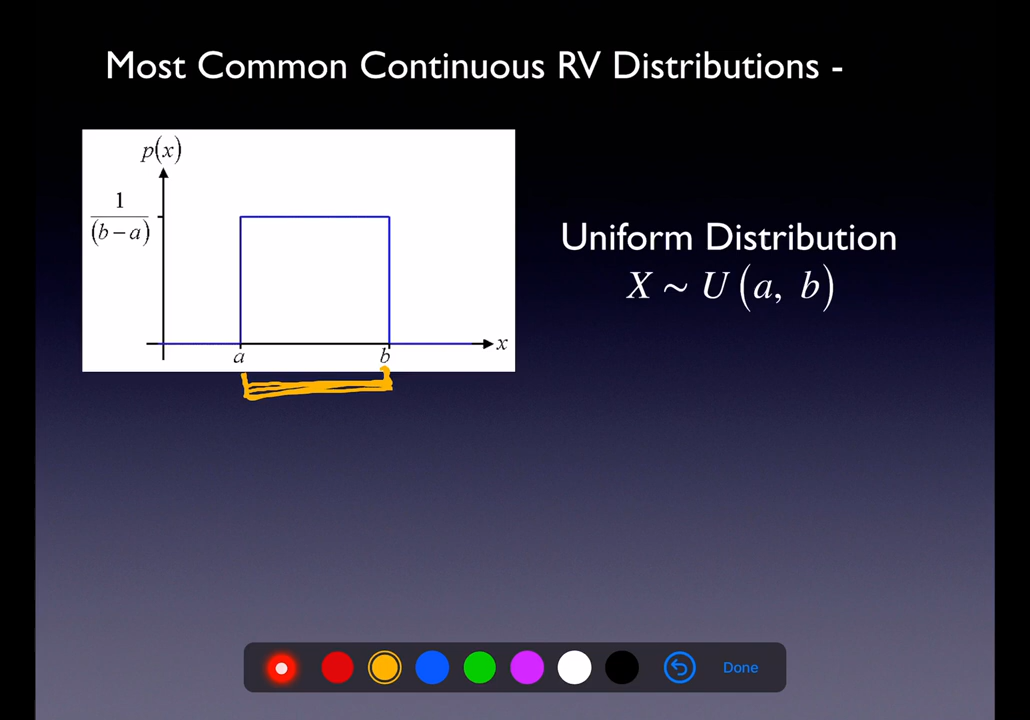 Most Common Continuous RV Distributions -
p(x)
1
(b – a)
a
b
x
Uniform Distribution
X ~ U (a, b)
Done